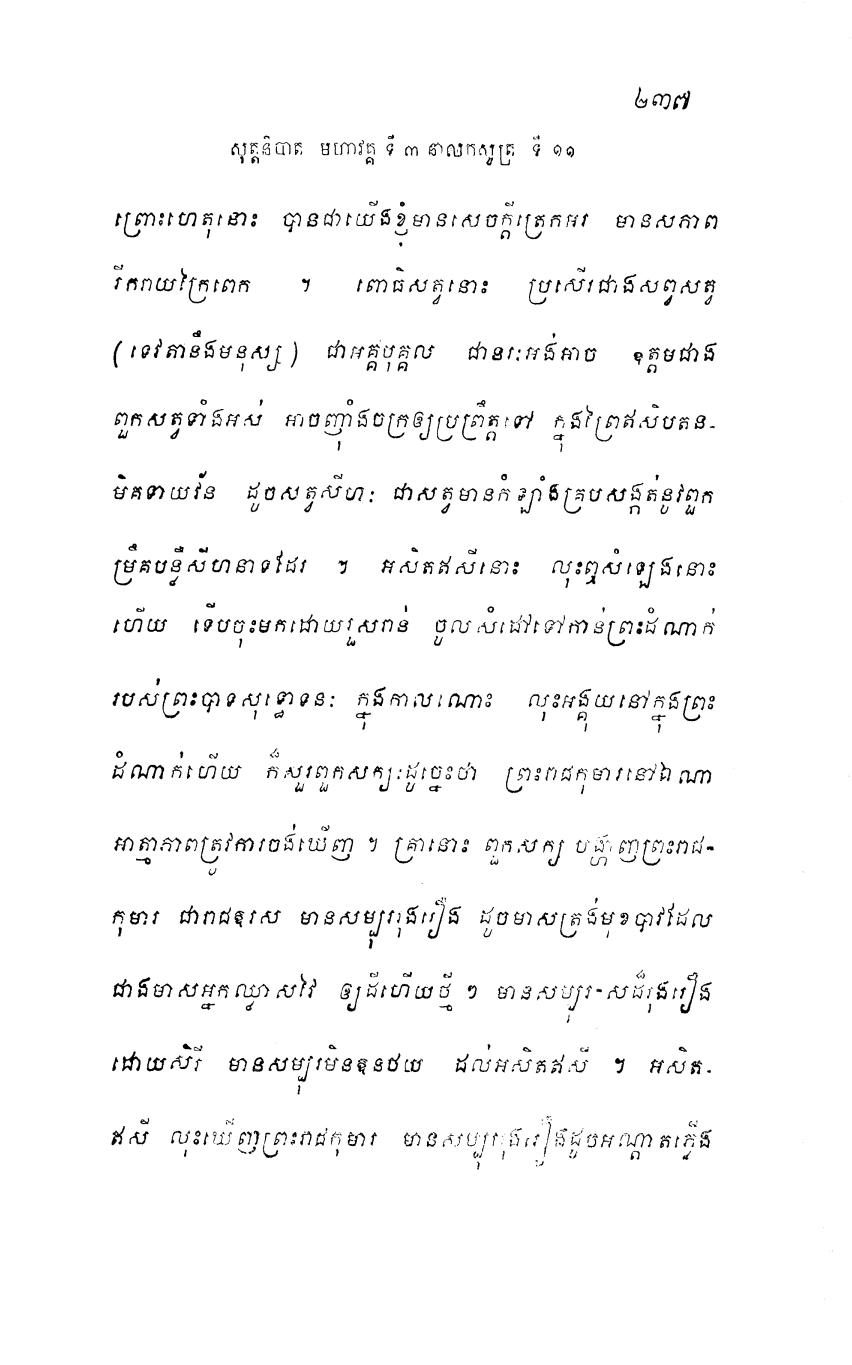 ២៣៧
សុត្តនិបាត មហាវគ្គ ទី ៣ នាលកសូត្រ ទី ១១
ព្រោះហេតុនោះ បានជាយើងខ្ញុំមានសេចក្តីត្រេកអរ មានសភាព
រីករាយក្រៃពេក ។ ពោធិសត្វនោះ ប្រសើរជាងសព្វសត្វ
(ទេវតានឹងមនុស្ស) ជាអគ្គបុគ្គល ជានរៈអង់អាច ឧត្តមជាង
ពួកសត្វទាំងអស់ អាចញ៉ាំងចក្រឲ្យប្រព្រឹត្តទៅ ក្នុងព្រៃឥសិបតន-
មិគទាយវ័ន ដូចសត្វសីហៈ ជាសត្វមានកំឡាំងគ្របសង្កត់នូវពួក
ម្រឹគបន្លឺសីហនាទដែរ ។ អសិតឥសីនោះ លុះឮសំឡេងនោះ
ហើយ ទើបចុះមកដោយរួសរាន់ ចូលសំដៅទៅកាន់ព្រះដំណាក់
របស់ព្រះបាទសុទ្ធោទនៈ ក្នុងកាលណោះ លុះអង្គុយនៅក្នុងព្រះ
ដំណាក់ហើយ ក៏សួរពួកសក្យៈដូច្នេះថា ព្រះរាជកុមារនៅឯណា
អាត្មាភាពត្រូវការចង់ឃើញ ។ គ្រានោះ ពួកសក្យ បង្ហាញព្រះរាជ-
កុមារ ជារាជឱរស មានសម្បុររុងរឿង ដូចមាសត្រង់មុខបាវដែល
ជាងមាសអ្នកឈ្លាសវៃ ឲ្យដីហើយថ្មី ៗ មានសប្បុរ-សដ៏រុងរឿង
ដោយសិរី មានសម្បុរមិនឧនថយ ដល់អសិតឥសី ។ អសិត-
ឥសី លុះឃើញព្រះរាជកុមារ មានសប្បុររុងរឿងដូចអណ្តាតភ្លើង